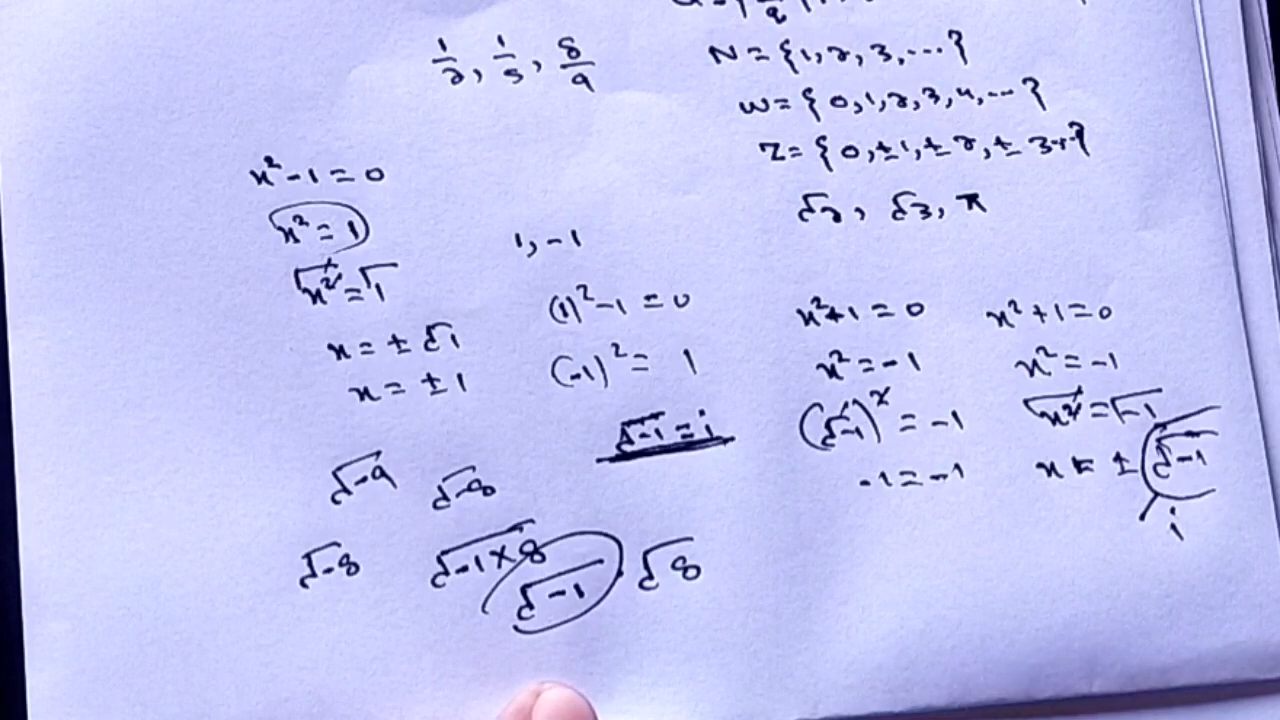 1/2, 1/5, 8/9
N = {1, 2, 3, ...}
W = {0, 1, 2, 3, 4, ...}
Z = {0, ±1, ±2, ±3...}
√2, √3, π
x² - 1 = 0
x² = 1
√x² = √1
x = ± √1
x = ± 1
1, -1
(1)² - 1 = 0
(-1)² = 1
√-1 = i
x² + 1 = 0
x² = -1
(√-1)² = -1
-1 = -1
x² + 1 = 0
x² = -1
√x² = √-1
x = ± √-1
i
√-9 √-8
√-8 √-1×8
√-1 . √8